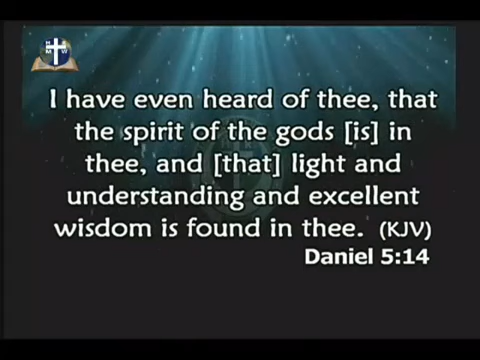 N H
M W
I have even heard of thee, that
the spirit of the gods [is] in
thee, and [that] light and
understanding and excellent
wisdom is found in thee. (KJV)
Daniel 5:14